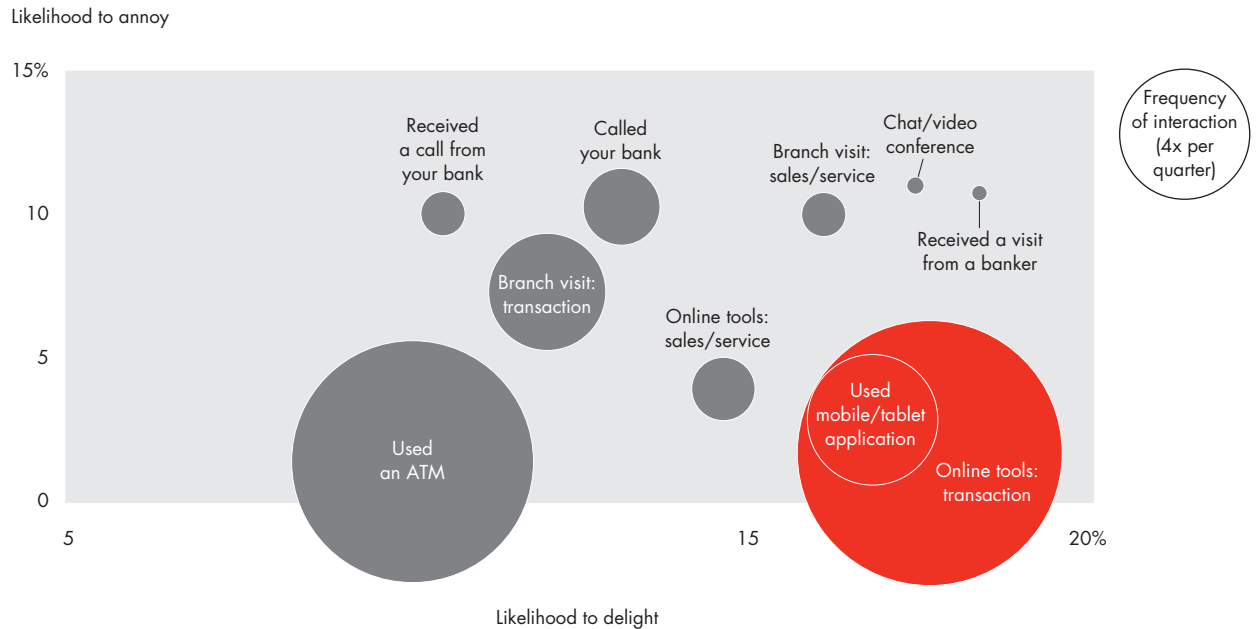 Likelihood to annoy
15%
Frequency
of interaction
(4x per
quarter)
Received
a call from
your bank
Called
your bank
Branch visit:
sales/service
Chat/video
conference
10
Received a visit
from a banker
Branch visit:
transaction
Online tools:
sales/service
5
Used
mobile/tablet
application
Used
an ATM
Online tools:
transaction
0
5
15
20%
Likelihood to delight